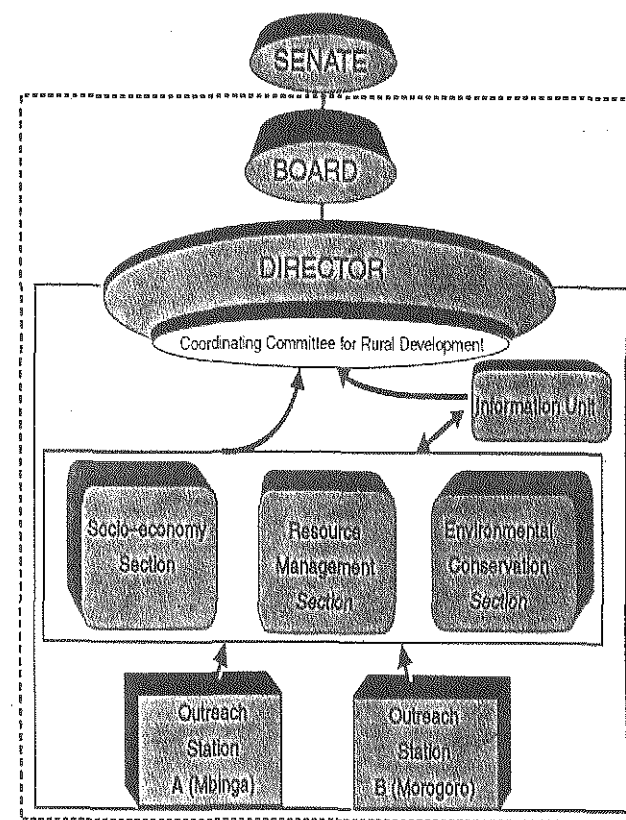 SENATE
BOARD
DIRECTOR
Coordinating Committee for Rural Development
Information Unit
Socio-economy
Section
Resource
Management
Section
Environmental
Conservation
Section
Outreach
Station
A (Mbinga)
Outreach
Station
B (Morogoro)